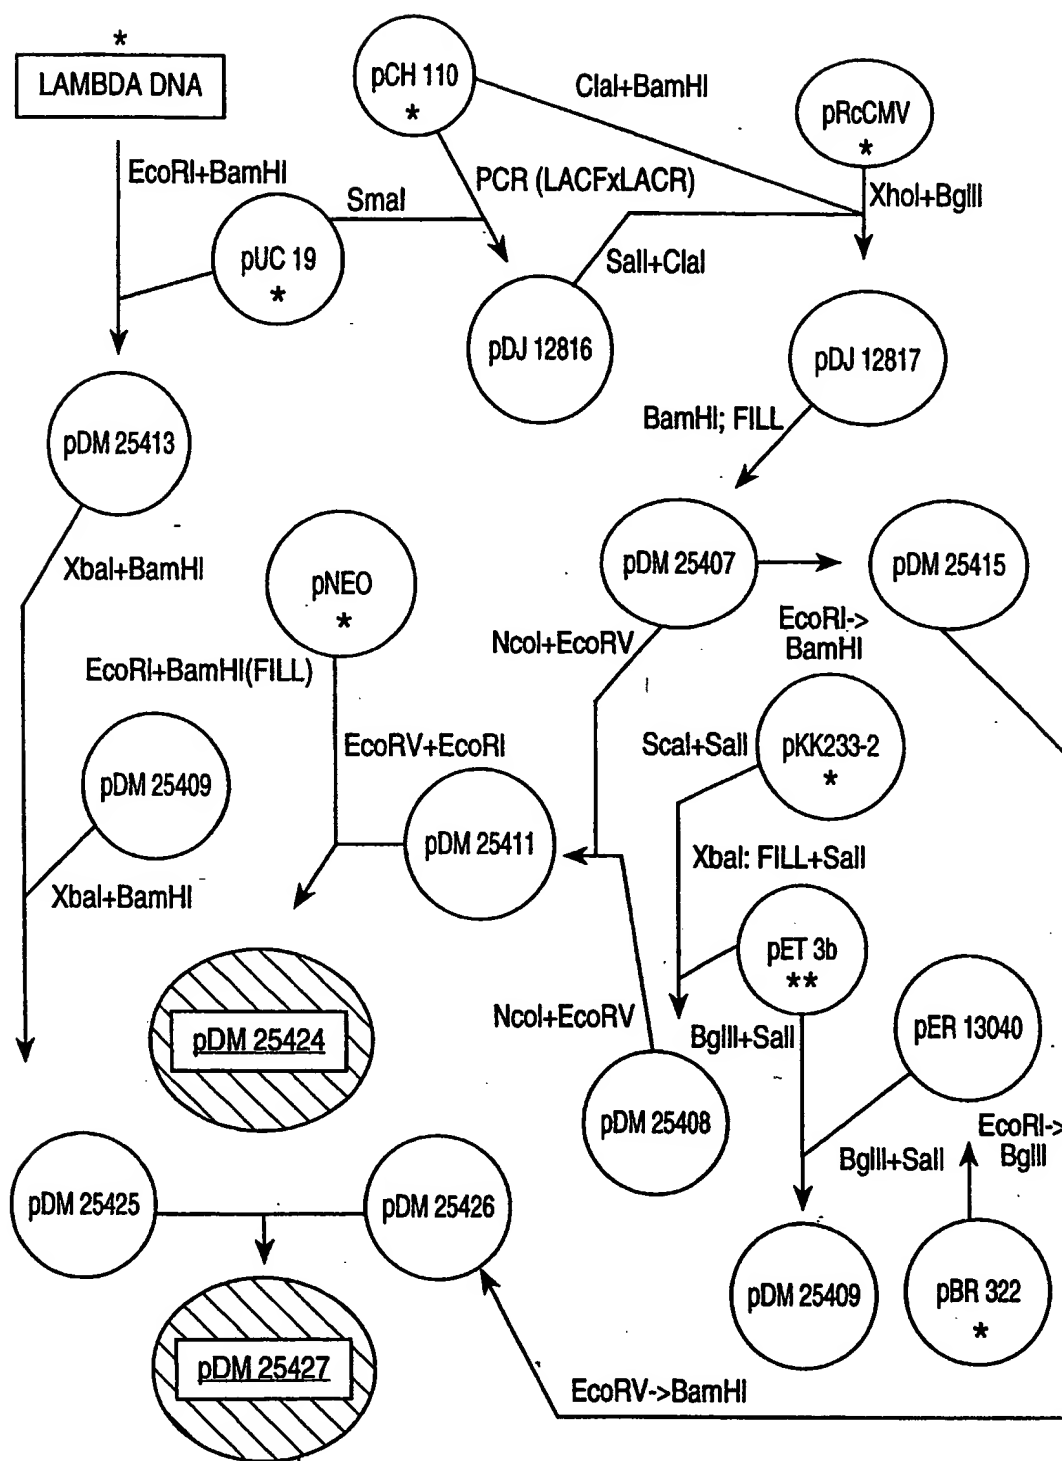 *
LAMBDA DNA
pCH 110
*
ClaI+BamHI
pRcCMV
*
EcoRI+BamHI
SmaI
PCR (LACFxLACR)
XhoI+BglII
pUC 19
*
SalI+ClaI
pDJ 12816
pDJ 12817
BamHI; FILL
pDM 25413
XbaI+BamHI
pNEO
*
pDM 25407
pDM 25415
NcoI+EcoRV
EcoRI->
BamHI
EcoRI+BamHI(FILL)
ScaI+SalI
pKK233-2
*
EcoRV+EcoRI
pDM 25409
pDM 25411
XbaI: FILL+SalI
XbaI+BamHI
pET 3b
**
NcoI+EcoRV
BglII+SalI
pER 13040
pDM 25424
pDM 25408
BglII+SalI
EcoRI->
BglII
pDM 25425
pDM 25426
pDM 25409
pBR 322
*
pDM 25427
EcoRV->BamHI